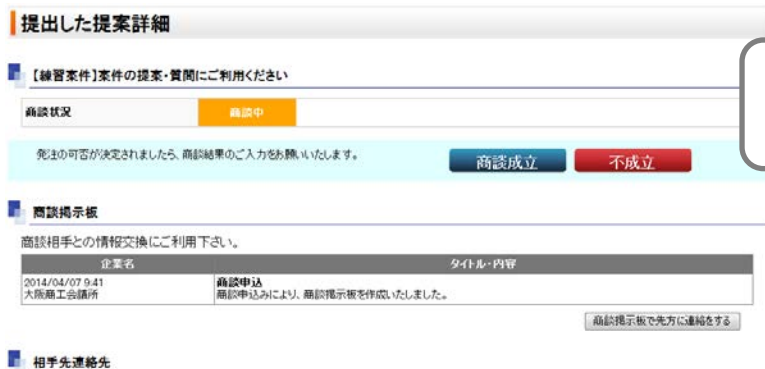 提出した提案詳細
【練習案件】案件の提案・質問にご利用ください
商談状況
商談中
発注の可否が決定されましたら、商談結果のご入力をお願いいたします。
商談成立
不成立
商談掲示板
商談相手との情報交換にご利用下さい。
企業名
タイトル・内容
2014/04/07 9:41
大阪商工会議所
商談申込
商談申込みにより、商談掲示板を作成いたしました。
商談掲示板で先方に連絡をする
相手先連絡先